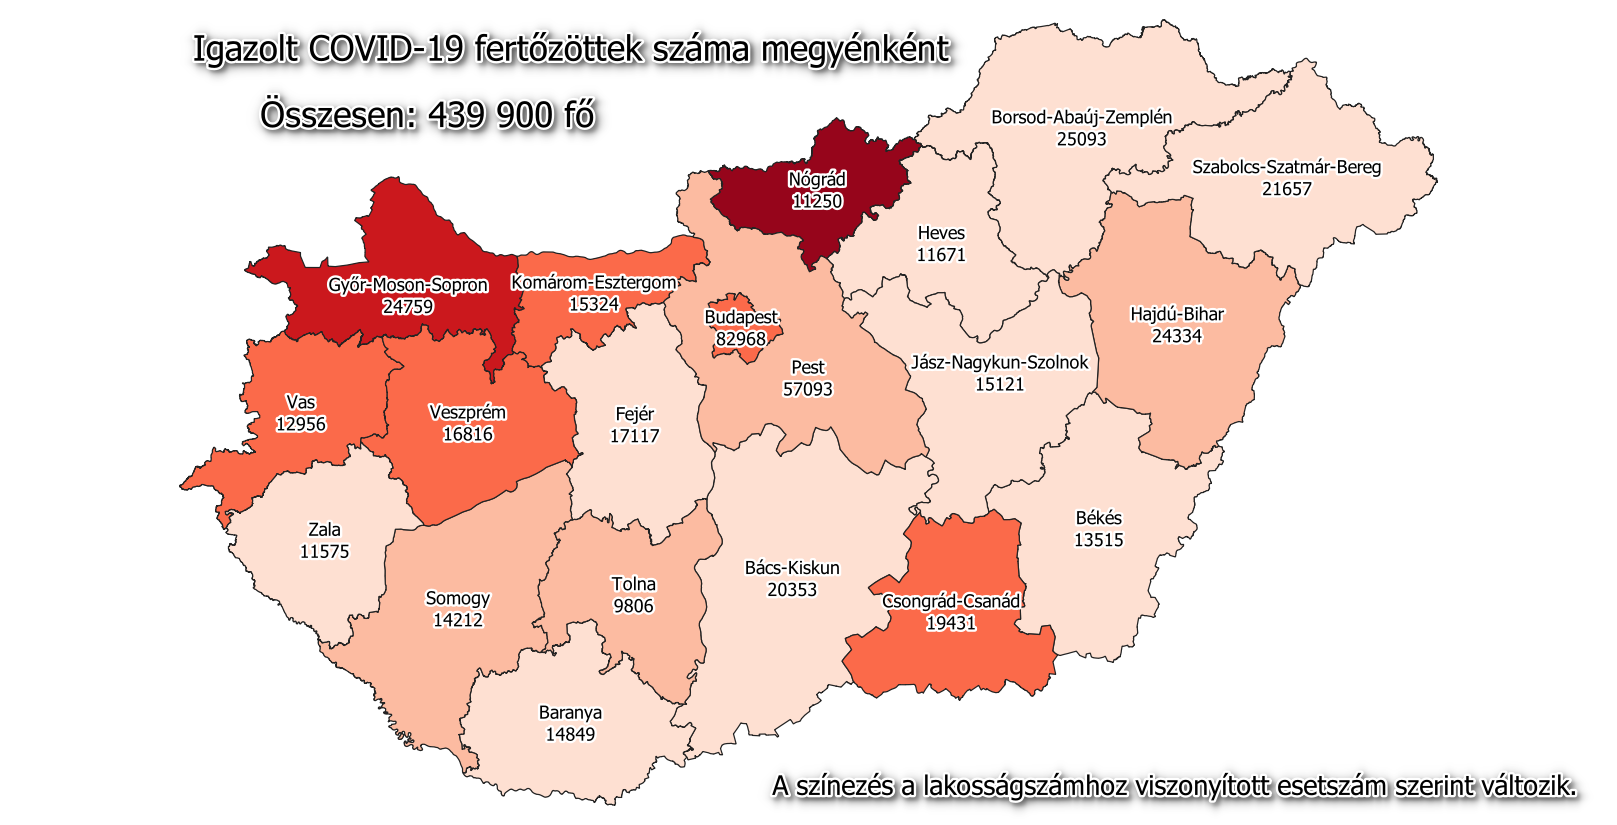 Igazolt COVID-19 fertőzöttek száma megyénként
Összesen: 439 900 fő
Borsod-Abaúj-Zemplén
25093
Szabolcs-Szatmár-Bereg
21657
Nógrád
11250
Heves
11671
Győr-Moson-Sopron
24759
Komárom-Esztergom
15324
Budapest
82968
Hajdú-Bihar
24334
Pest
57093
Jász-Nagykun-Szolnok
15121
Vas
12956
Veszprém
16816
Fejér
17117
Zala
11575
Békés
13515
Somogy
14212
Tolna
9806
Bács-Kiskun
20353
Csongrád-Csanád
19431
Baranya
14849
A színezés a lakosságszámhoz viszonyított esetszám szerint változik.